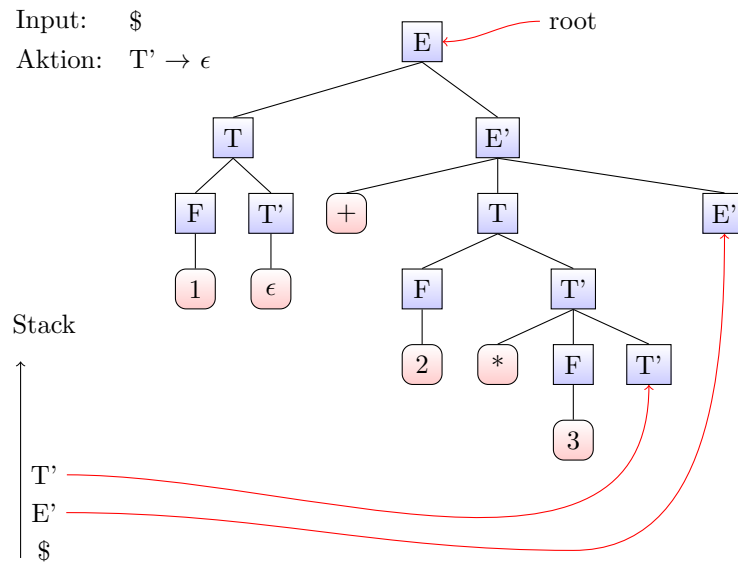 Input: $
Aktion: T' → ϵ
root
E
T E'
F T' + T E'
1 ϵ F T'
Stack
2 * F T'
3
T'
E'
$